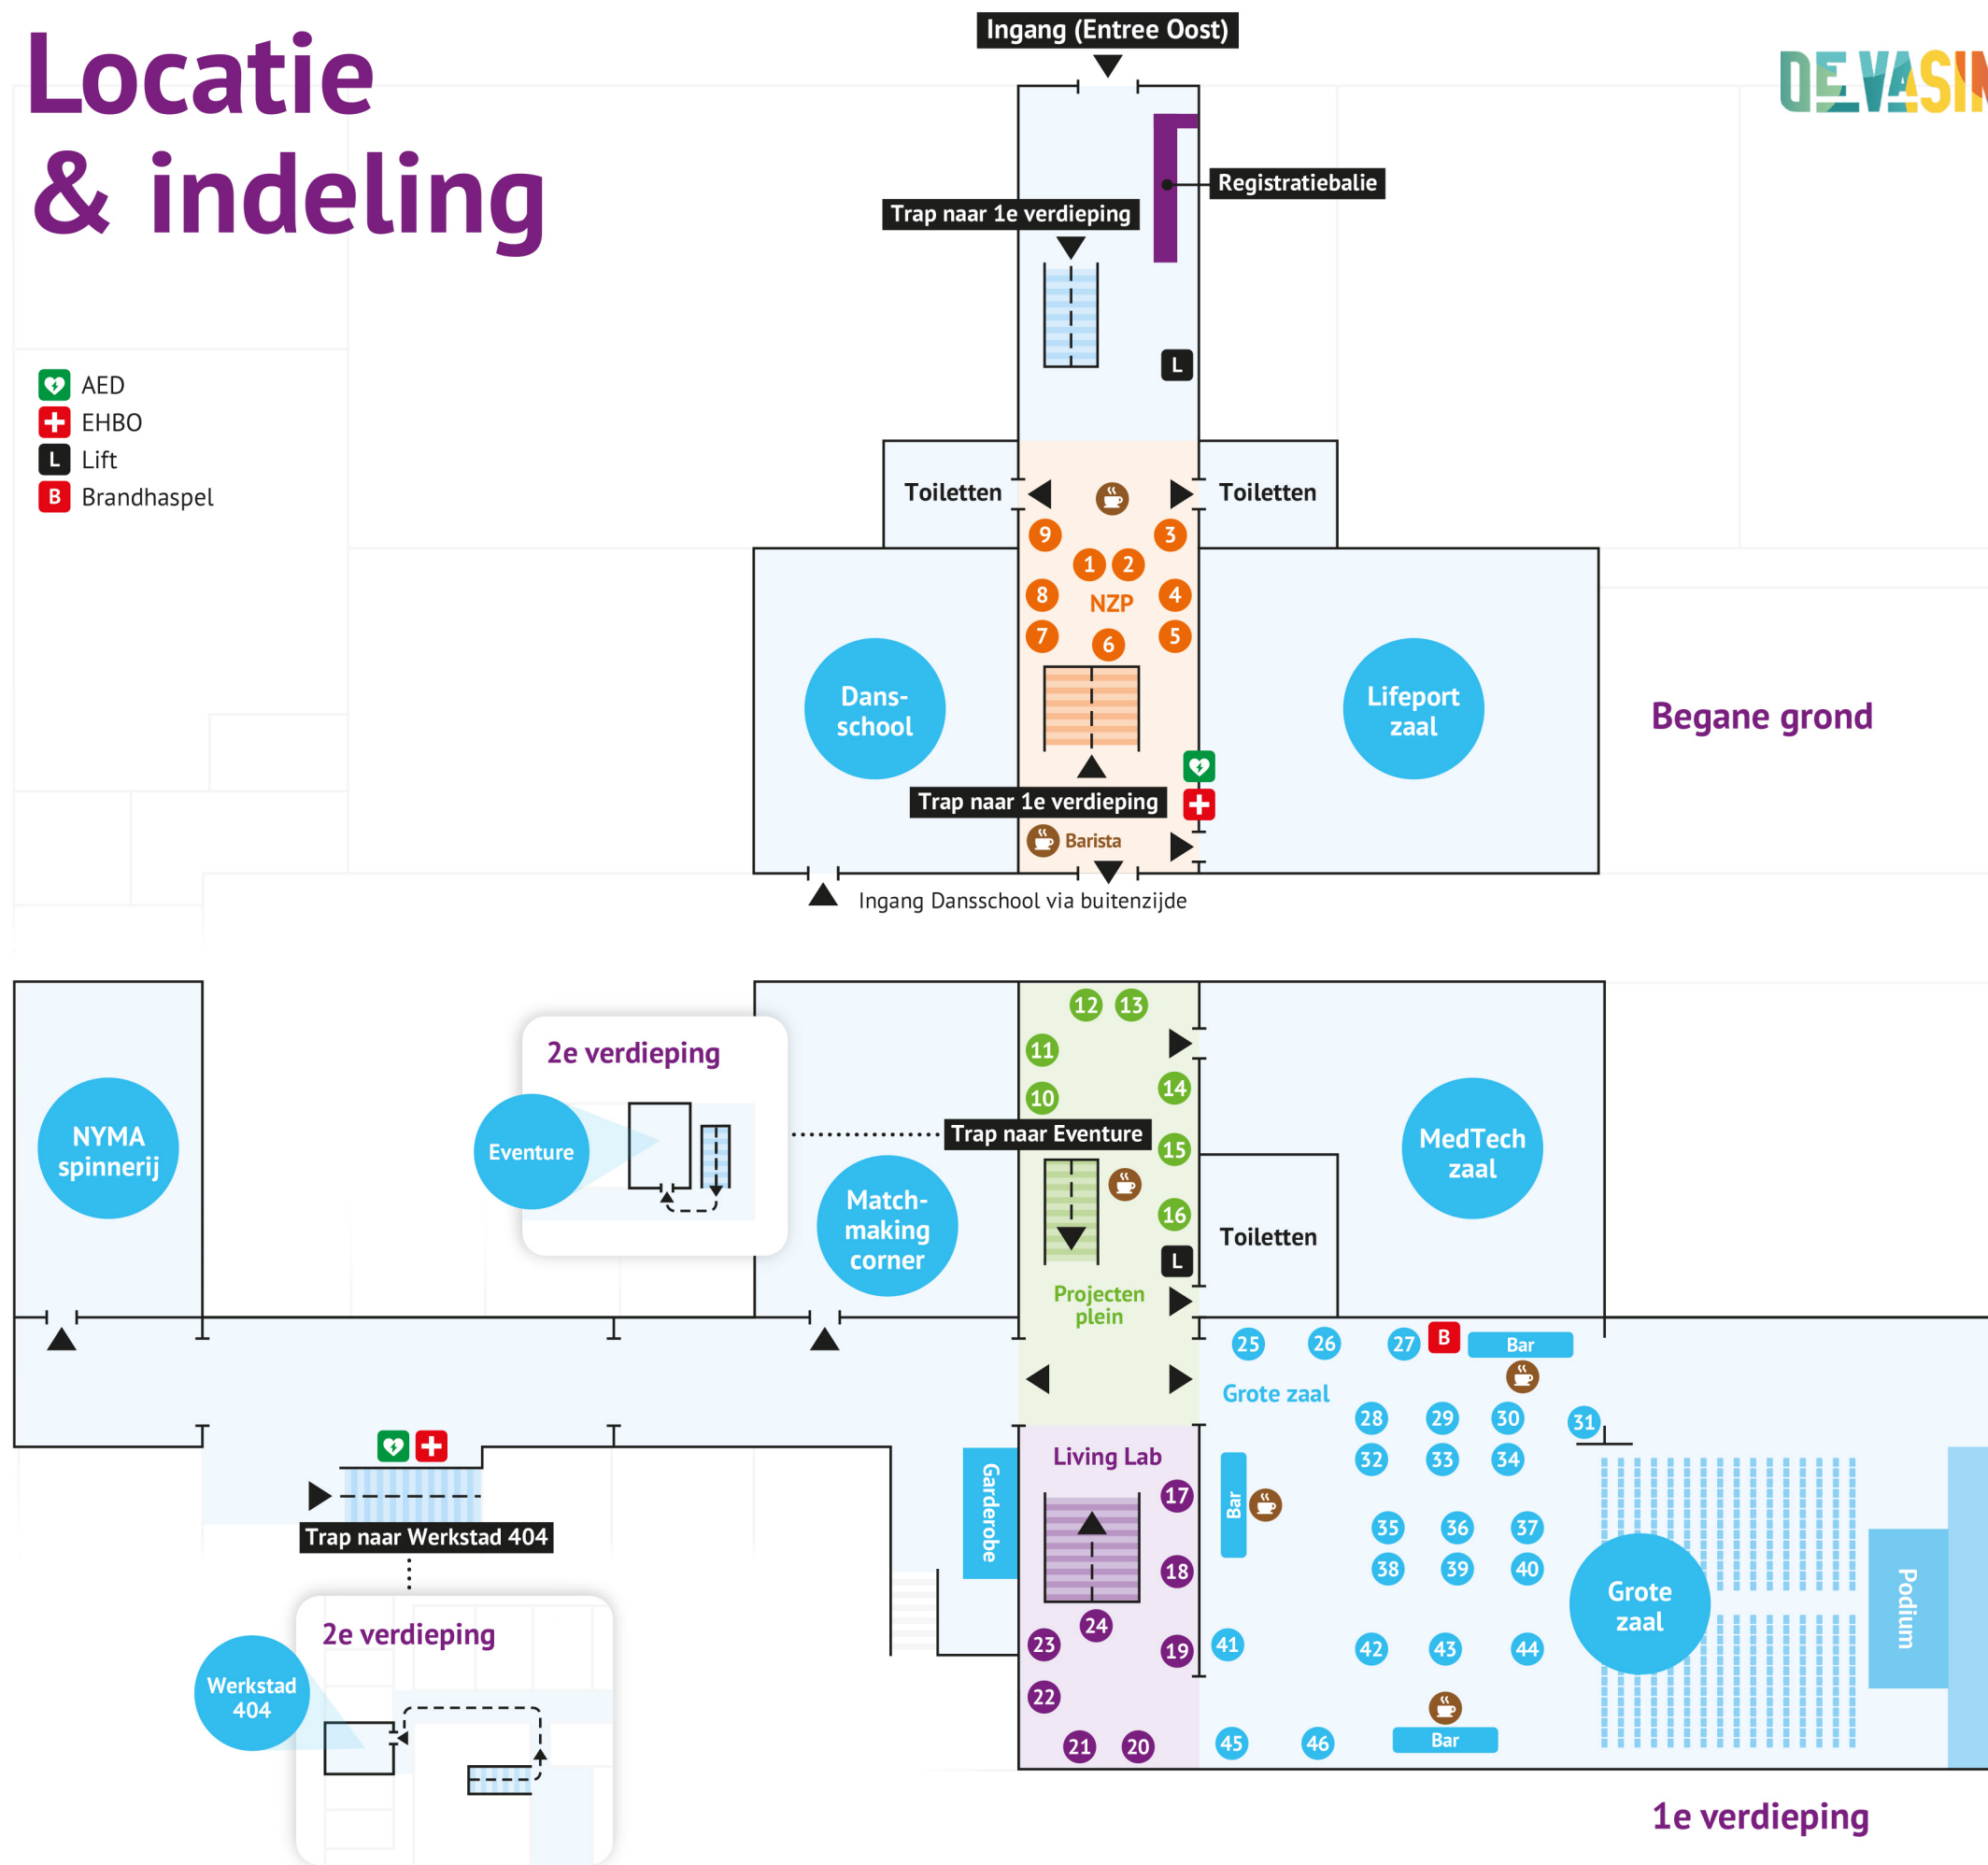 Locatie
& indeling
Ingang (Entree Oost)
DE VASIM
Registratiebalie
Trap naar 1e verdieping
L
AED
EHBO
L Lift
B Brandhaspel
Toiletten
Toiletten
9
3
1
2
8
NZP
4
7
6
5
Dans-
school
Lifeport
zaal
Begane grond
Trap naar 1e verdieping
Barista
Ingang Dansschool via buitenzijde
12
13
11
10
14
15
16
2e verdieping
Eventure
Trap naar Eventure
NYMA
spinnerij
Match-
making
corner
MedTech
zaal
Toiletten
L
Projecten
plein
25
26
27
B
Bar
Grote zaal
28
29
30
31
32
33
34
Living Lab
Garderobe
17
18
19
24
23
22
21
20
Bar
35
36
37
38
39
40
41
42
43
44
45
46
Bar
Grote
zaal
Podium
Trap naar Werkstad 404
2e verdieping
Werkstad
404
1e verdieping